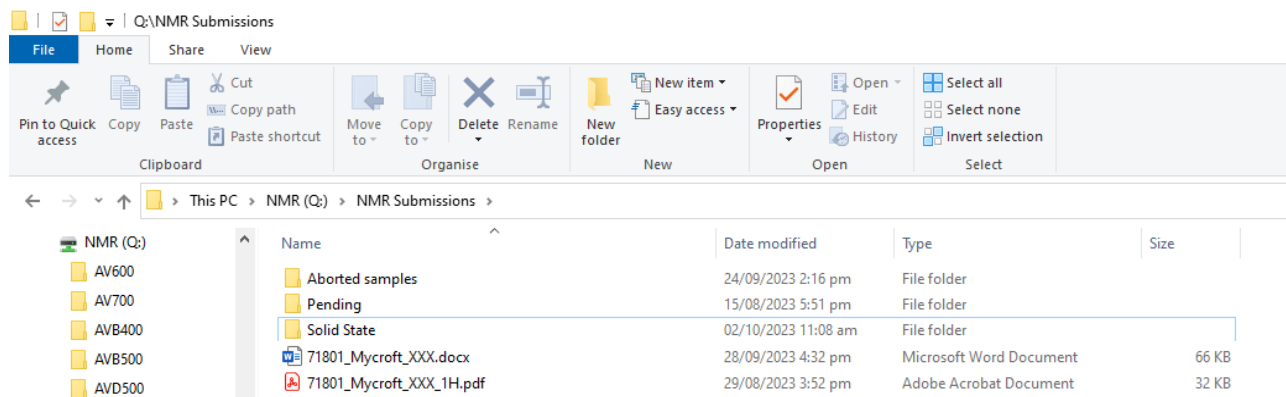 Q:\NMR Submissions
File Home Share View
Pin to Quick access
Copy
Paste
Cut
Copy path
Paste shortcut
Clipboard
Move to
Copy to
Delete
Rename
Organise
New folder
New item
Easy access
New
Properties
Open
Edit
History
Open
Select all
Select none
Invert selection
Select
This PC > NMR (Q:) > NMR Submissions >
NMR (Q:)
AV600
AV700
AVB400
AVB500
AVD500
Name Date modified Type Size
Aborted samples 24/09/2023 2:16 pm File folder
Pending 15/08/2023 5:51 pm File folder
Solid State 02/10/2023 11:08 am File folder
71801_Mycroft_XXX.docx 28/09/2023 4:32 pm Microsoft Word Document 66 KB
71801_Mycroft_XXX_1H.pdf 29/08/2023 3:52 pm Adobe Acrobat Document 32 KB